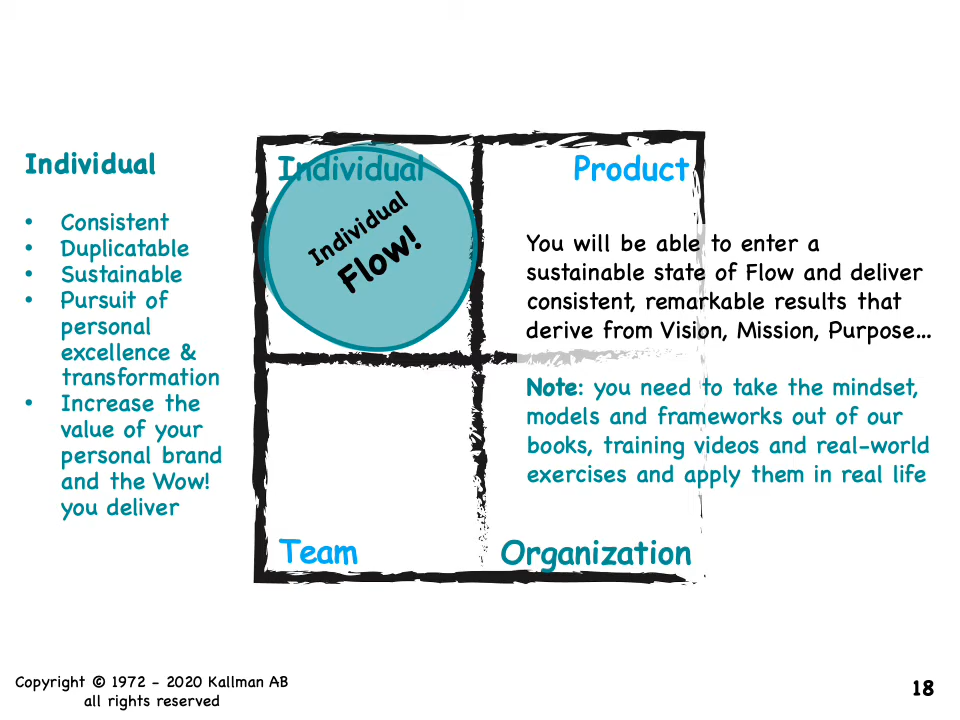 Individual
• Consistent
• Duplicatable
• Sustainable
• Pursuit of
personal
excellence &
transformation
• Increase the
value of your
personal brand
and the Wow!
you deliver
Individual
Individual
Flow!
Product
You will be able to enter a
sustainable state of Flow and deliver
consistent, remarkable results that
derive from Vision, Mission, Purpose...
Note: you need to take the mindset,
models and frameworks out of our
books, training videos and real-world
exercises and apply them in real life
Team
Organization
Copyright © 1972 - 2020 Kallman AB
all rights reserved
18